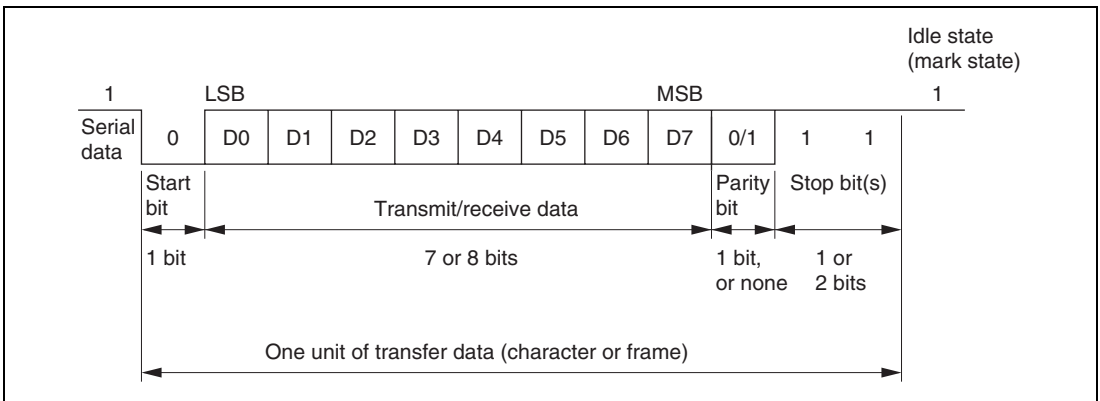 Idle state
(mark state)
1 LSB MSB 1
Serial
data
0 D0 D1 D2 D3 D4 D5 D6 D7 0/1 1 1
Start
bit
Transmit/receive data
Parity
bit
Stop bit(s)
1 bit
7 or 8 bits
1 bit,
or none
1 or
2 bits
One unit of transfer data (character or frame)